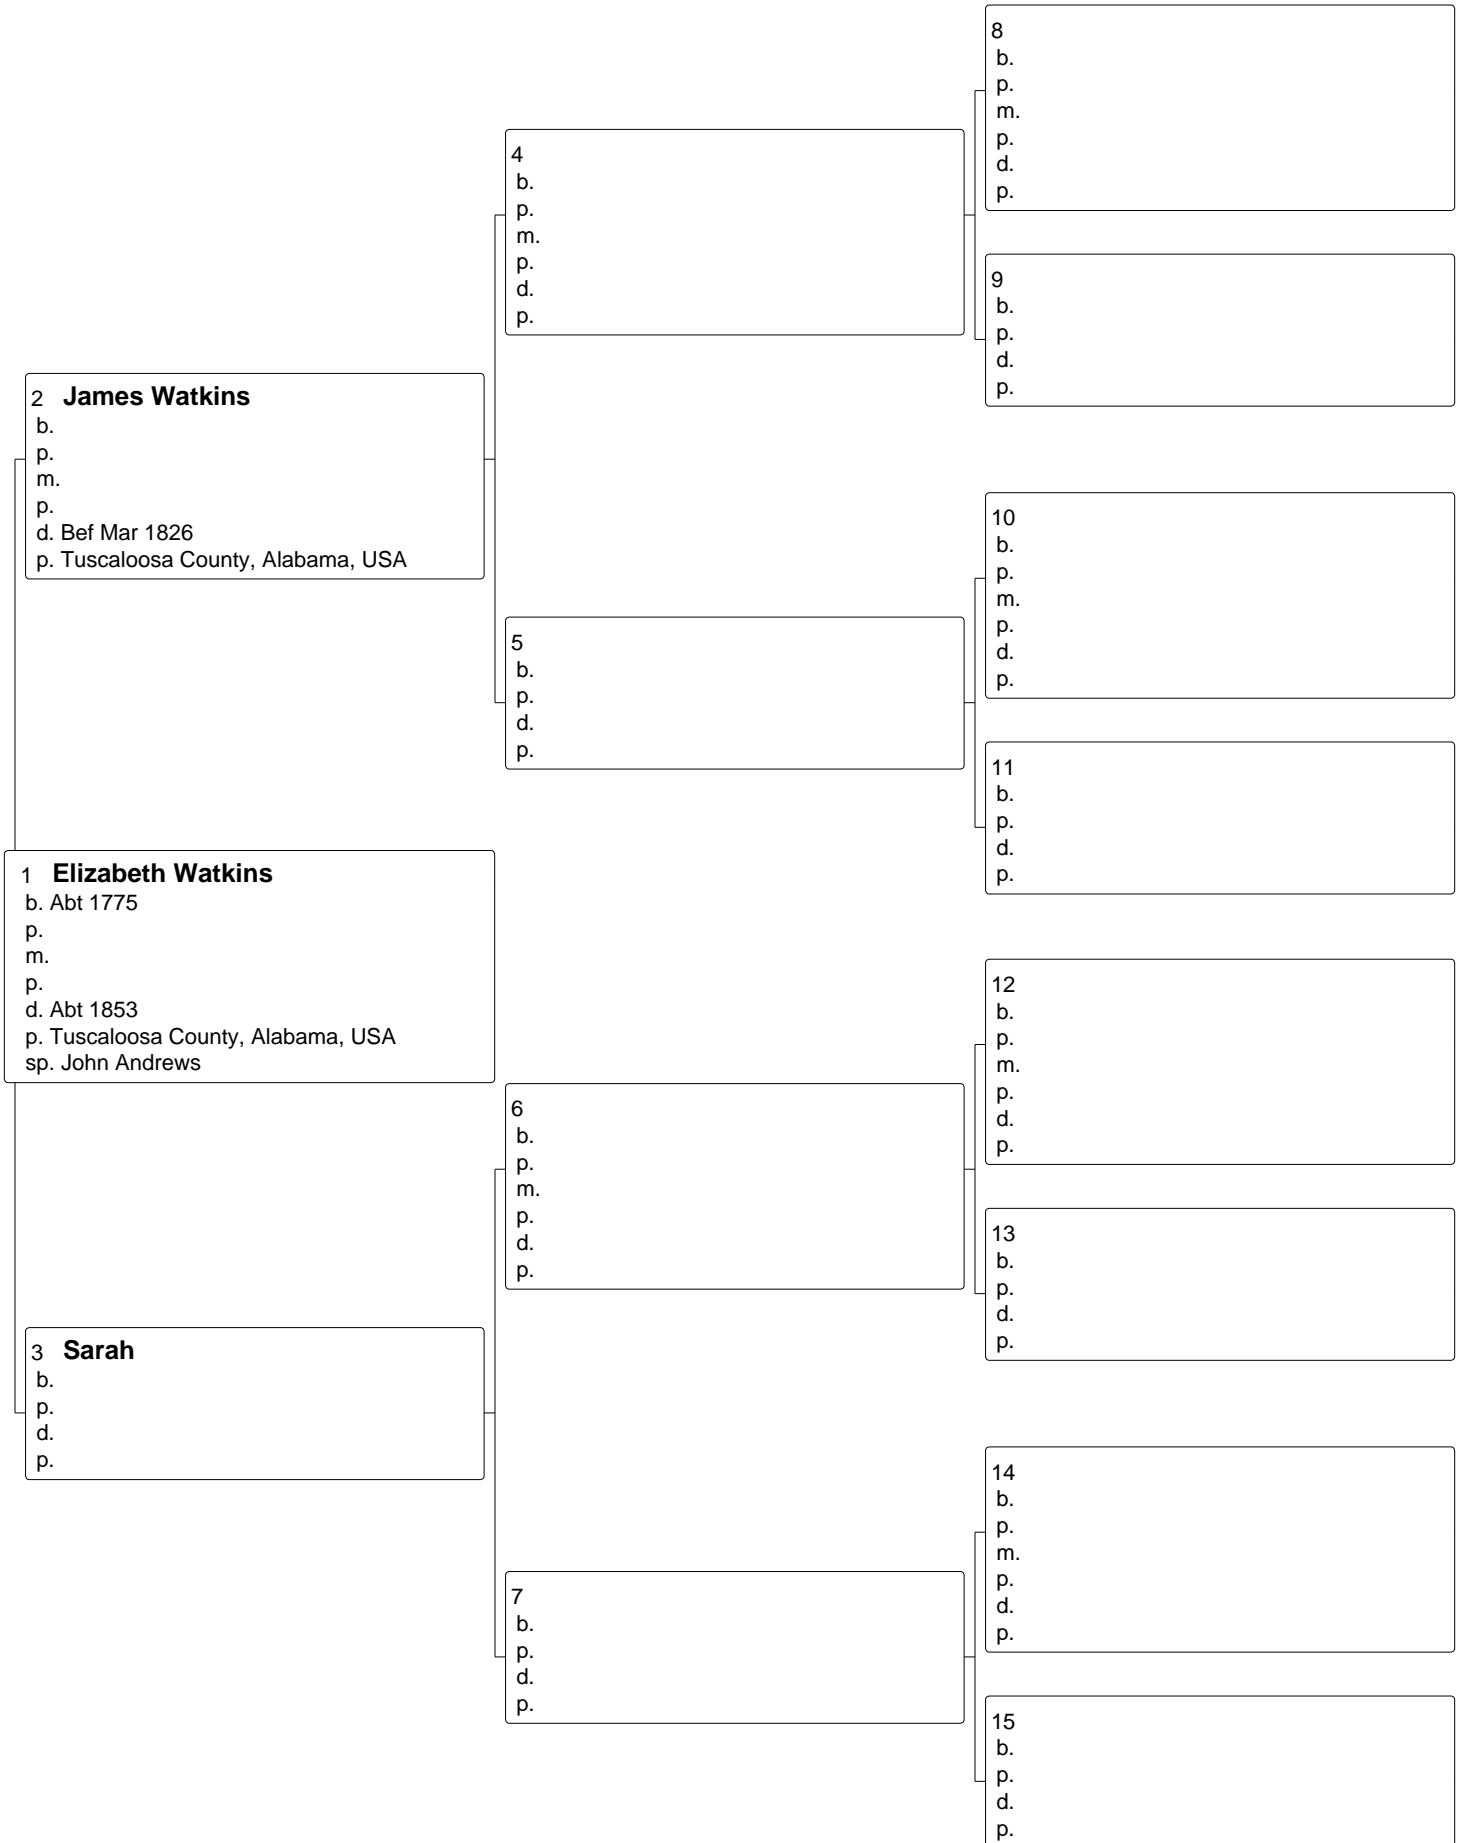 8
b.
p.
m.
p.
d.
p.
4
b.
p.
m.
p.
d.
p.
9
b.
p.
d.
p.
2 James Watkins
b.
p.
m.
p.
d. Bef Mar 1826
p. Tuscaloosa County, Alabama, USA
10
b.
p.
m.
p.
d.
p.
5
b.
p.
d.
p.
11
b.
p.
d.
p.
1 Elizabeth Watkins
b. Abt 1775
p.
m.
p.
d. Abt 1853
p. Tuscaloosa County, Alabama, USA
sp. John Andrews
12
b.
p.
m.
p.
d.
p.
6
b.
p.
m.
p.
d.
p.
13
b.
p.
d.
p.
3 Sarah
b.
p.
d.
p.
14
b.
p.
m.
p.
d.
p.
7
b.
p.
d.
p.
15
b.
p.
d.
p.